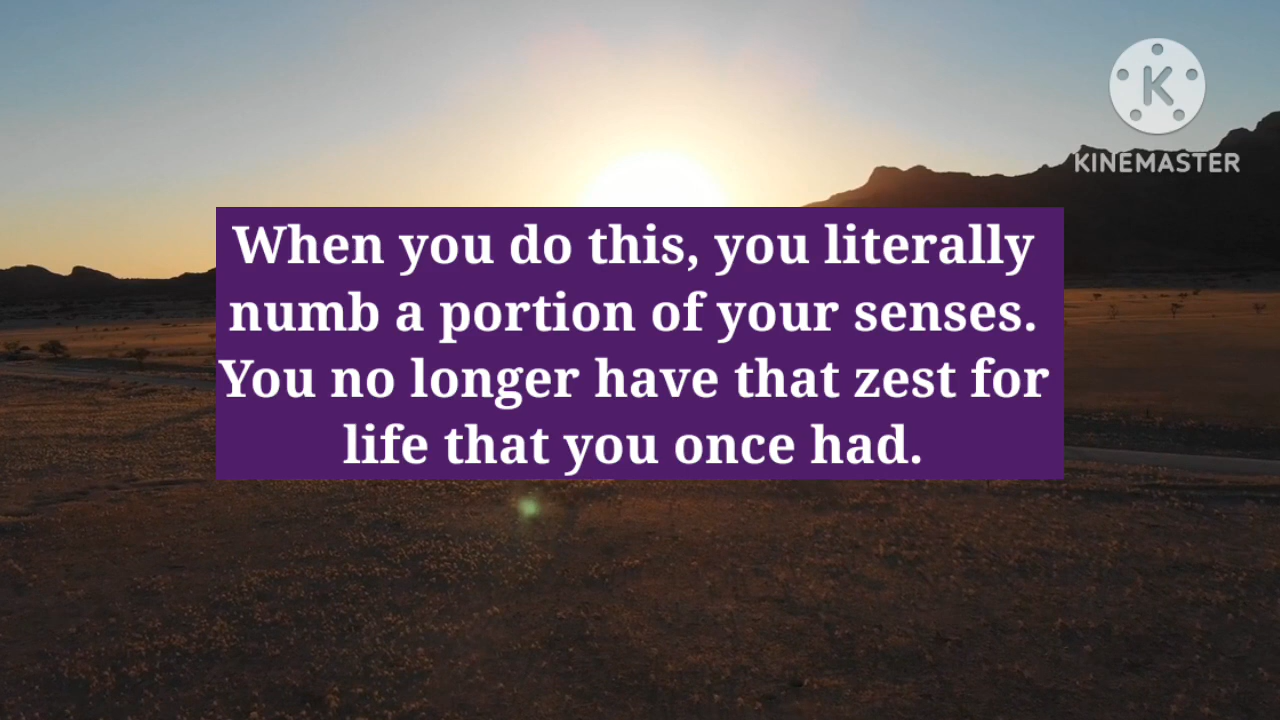 K
KINEMASTER
When you do this, you literally
numb a portion of your senses.
You no longer have that zest for
life that you once had.